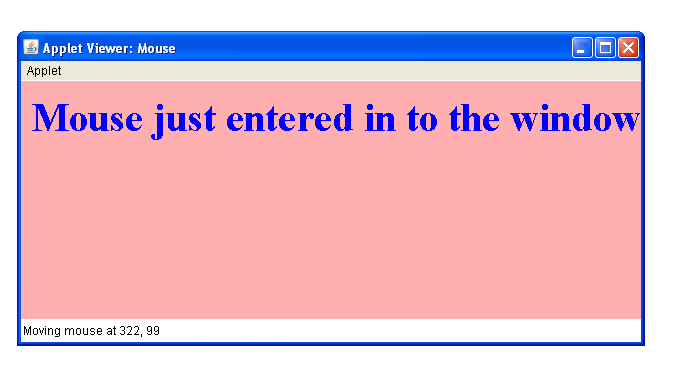 Applet Viewer: Mouse
Applet
Mouse just entered in to the window
Moving mouse at 322, 99